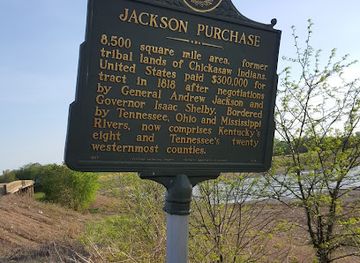 JACKSON PURCHASE
8,500 square mile area, former
tribal lands of Chickasaw Indians.
United States paid $300,000 for
tract in 1818 after negotiations
by General Andrew Jackson and
Governor Isaac Shelby. Bordered
by Tennessee, Ohio and Mississippi
Rivers, now comprises Kentucky's
eight and Tennessee's twenty
westernmost counties.